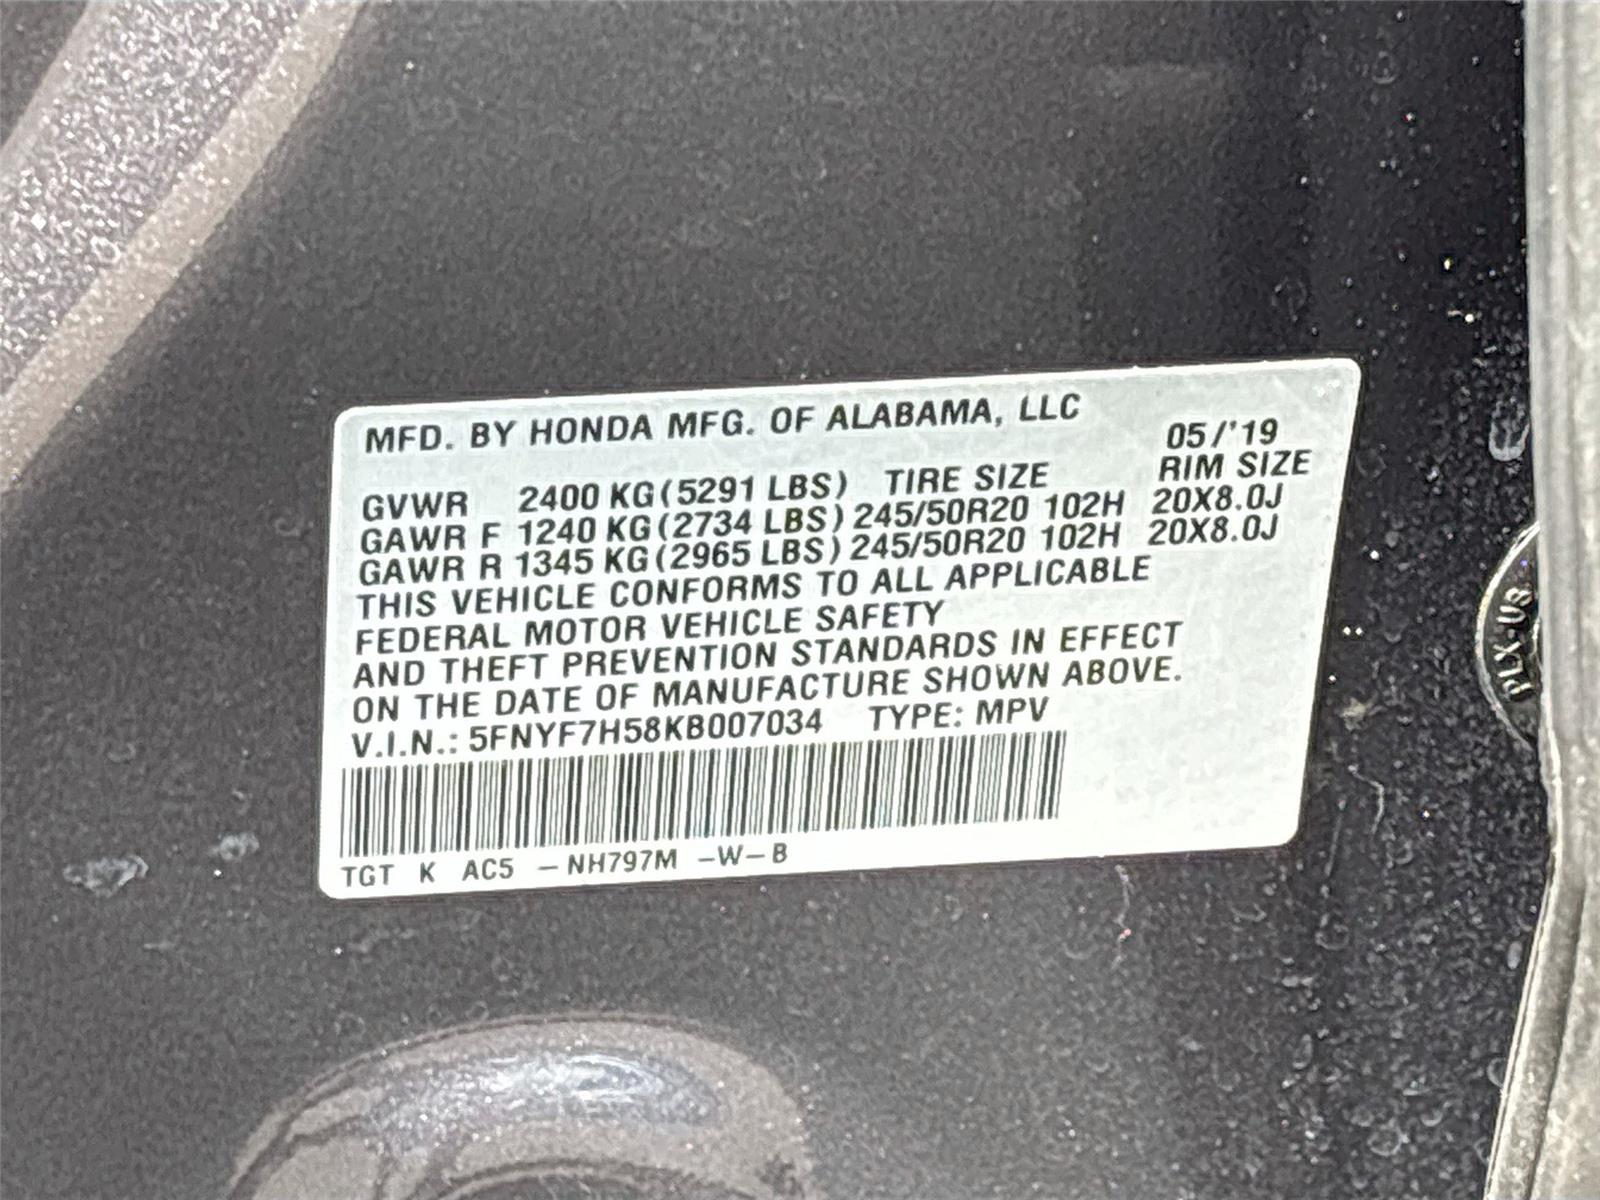 MFD. BY HONDA MFG. OF ALABAMA, LLC
05/'19
GVWR 2400 KG (5291 LBS) TIRE SIZE RIM SIZE
GAWR F 1240 KG (2734 LBS) 245/50R20 102H 20X8.0J
GAWR R 1345 KG (2965 LBS) 245/50R20 102H 20X8.0J
THIS VEHICLE CONFORMS TO ALL APPLICABLE
FEDERAL MOTOR VEHICLE SAFETY
AND THEFT PREVENTION STANDARDS IN EFFECT
ON THE DATE OF MANUFACTURE SHOWN ABOVE.
V.I.N.: 5FNYF7H58KB007034 TYPE: MPV
TGT K AC5 -NH797M -W-B
PLX-US